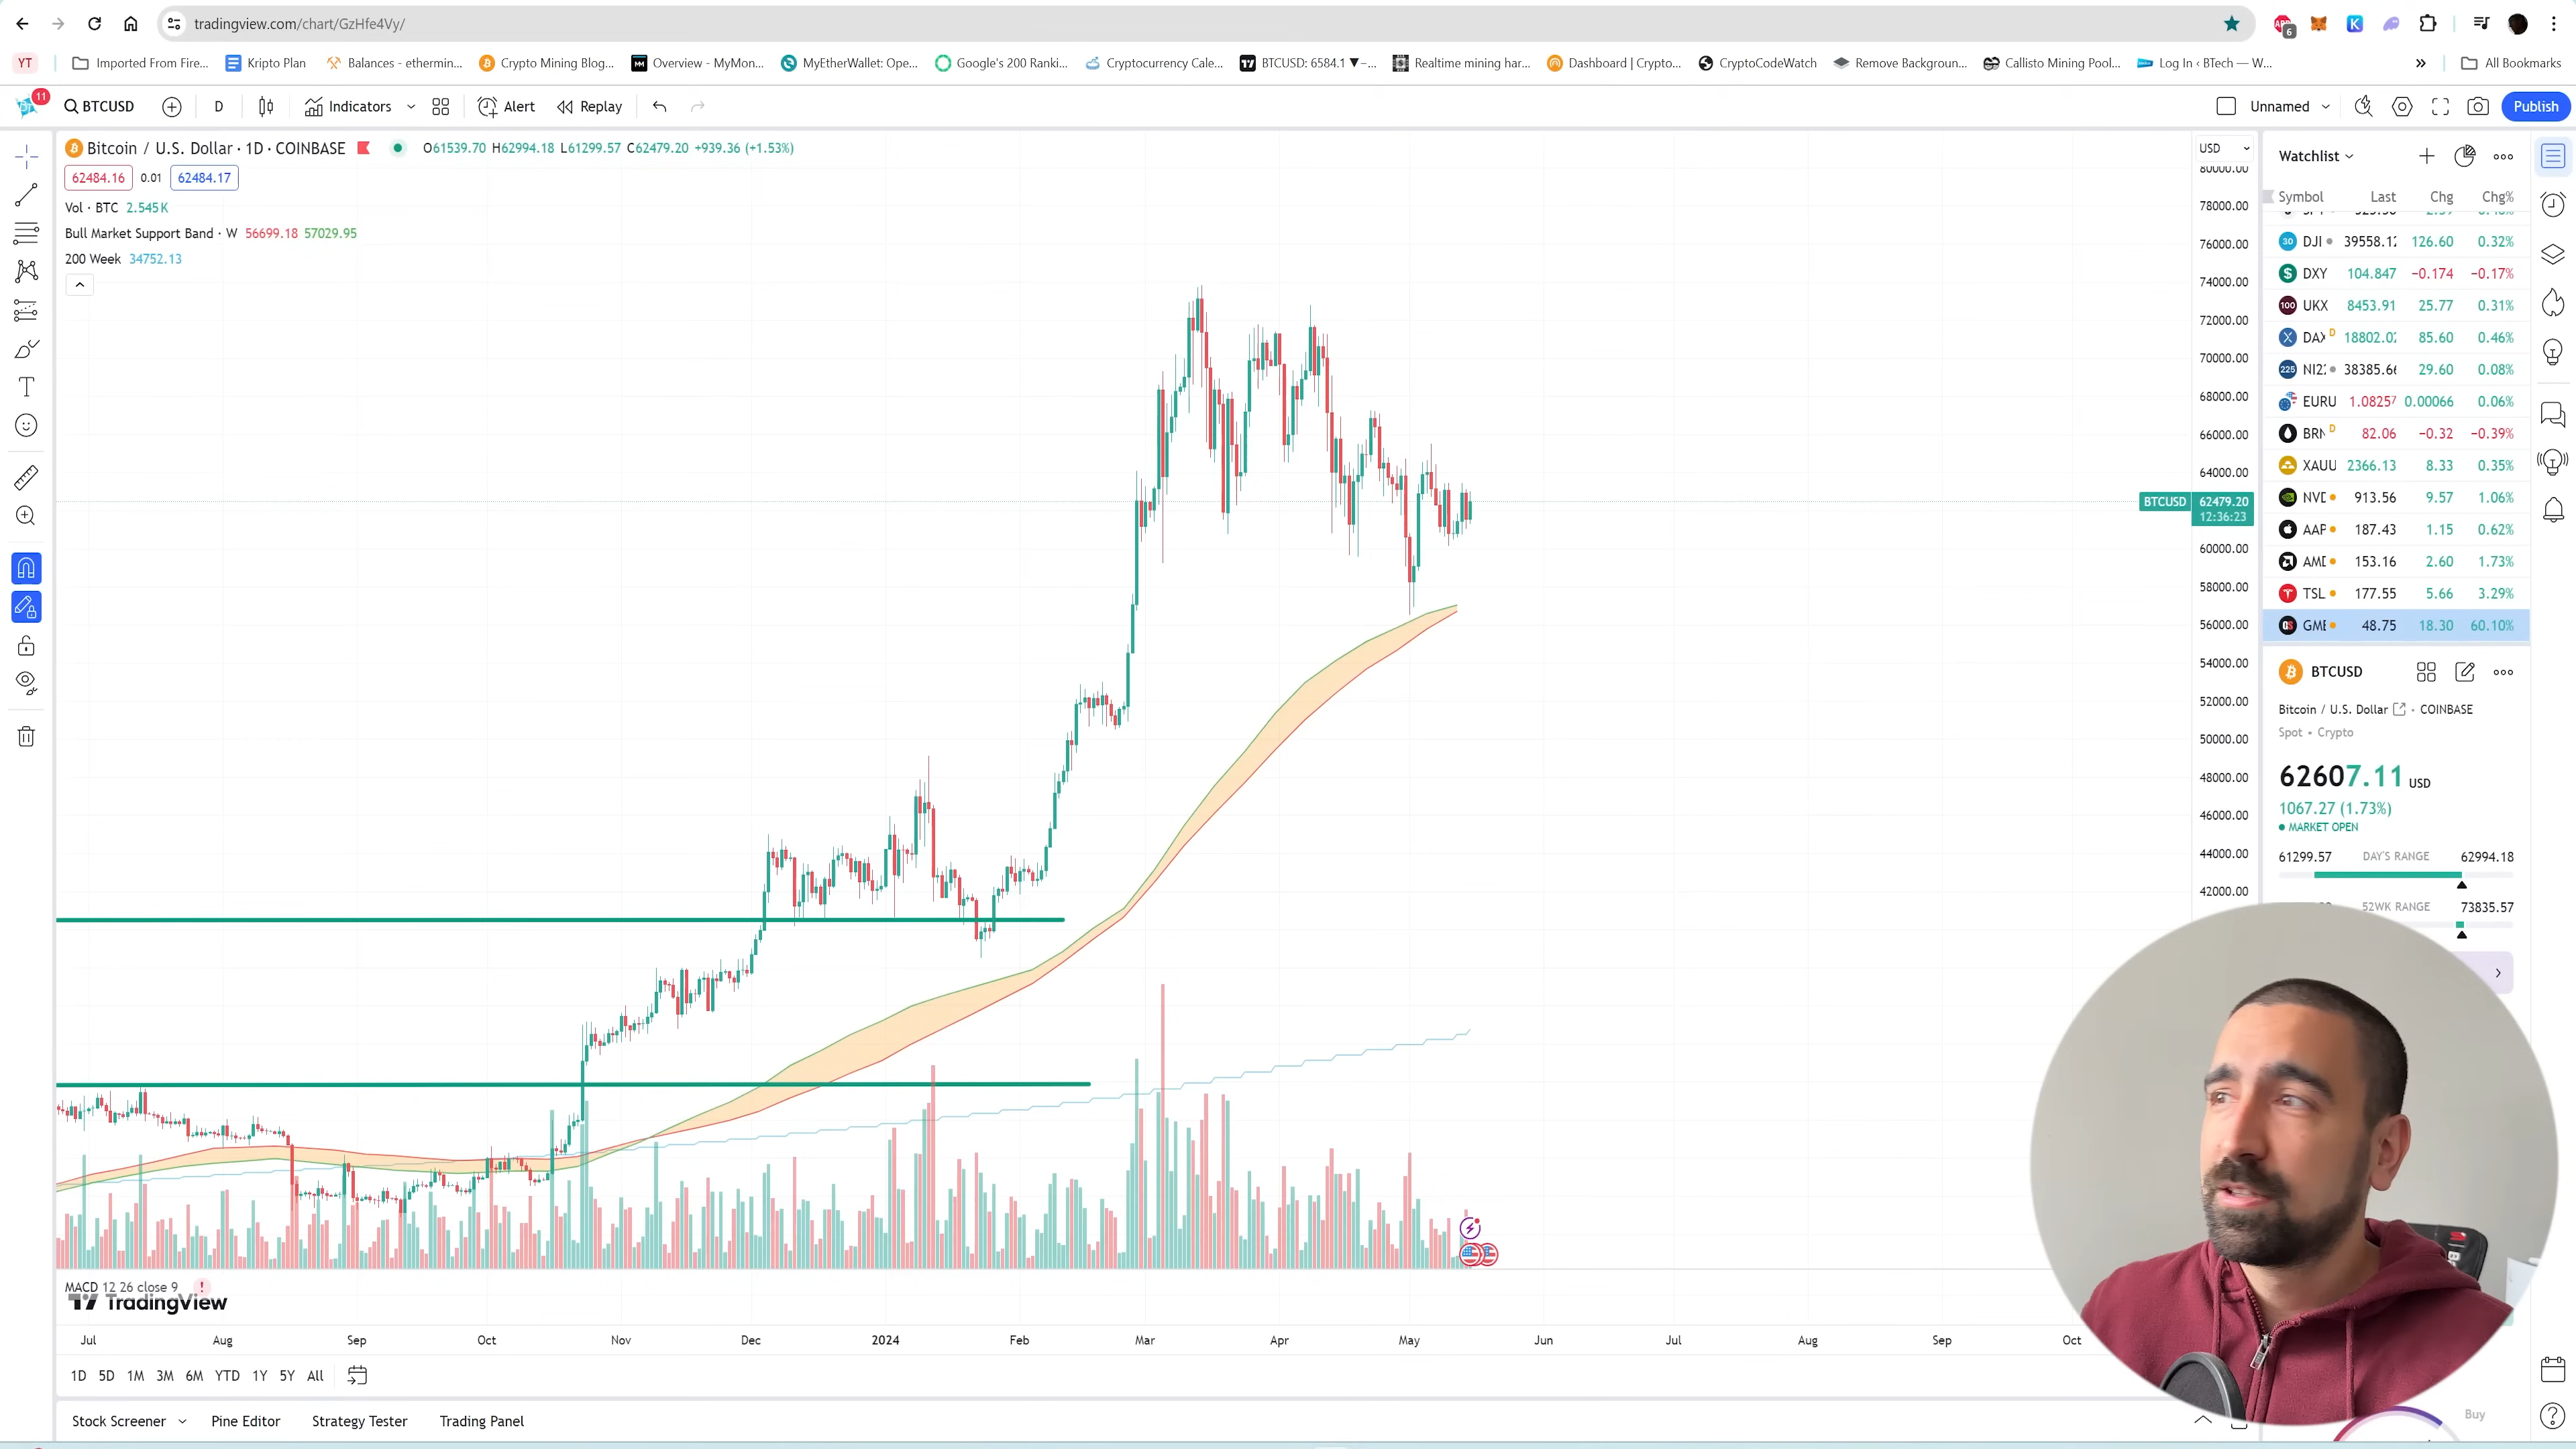 tradingview.com/chart/GzHfe4Vy/
6
YT Imported From Fire... Kripto Plan Balances - ethermin... Crypto Mining Blog... Overview - MyMon... MyEtherWallet: Ope... Google's 200 Ranki... Cryptocurrency Cale... BTCUSD: 6584.1 ▼−... Realtime mining har... Dashboard | Crypto... CryptoCodeWatch Remove Backgroun... Callisto Mining Pool... Log In ‹ BTech — W... » All Bookmarks
11 BTCUSD D Indicators Alert Replay Unnamed Publish
Bitcoin / U.S. Dollar · 1D · COINBASE O61539.70 H62994.18 L61299.57 C62479.20 +939.36 (+1.53%)
62484.16 0.01 62484.17
Vol · BTC 2.545K
Bull Market Support Band · W 56699.18 57029.95
200 Week 34752.13
USD
80000.00
78000.00
76000.00
74000.00
72000.00
70000.00
68000.00
66000.00
64000.00
BTCUSD 62479.20
12:36:23
60000.00
58000.00
56000.00
54000.00
52000.00
50000.00
48000.00
46000.00
44000.00
42000.00
Watchlist
Symbol Last Chg Chg%
30 DJI 39558.12 126.60 0.32%
$ DXY 104.847 −0.174 −0.17%
100 UKX 8453.91 25.77 0.31%
X DAX D 18802.02 85.60 0.46%
225 NI22 38385.66 29.60 0.08%
EURU 1.08257 0.00066 0.06%
BRN D 82.06 −0.32 −0.39%
XAUU 2366.13 8.33 0.35%
NVD 913.56 9.57 1.06%
AAP 187.43 1.15 0.62%
AMD 153.16 2.60 1.73%
TSL 177.55 5.66 3.29%
GME 48.75 18.30 60.10%
BTCUSD
Bitcoin / U.S. Dollar · COINBASE
Spot • Crypto
62607.11 USD
1067.27 (1.73%)
MARKET OPEN
61299.57 DAY'S RANGE 62994.18
52WK RANGE 73835.57
MACD 12 26 close 9 !
TradingView
Jul Aug Sep Oct Nov Dec 2024 Feb Mar Apr May Jun Jul Aug Sep Oct
1D 5D 1M 3M 6M YTD 1Y 5Y All
Stock Screener Pine Editor Strategy Tester Trading Panel
Buy